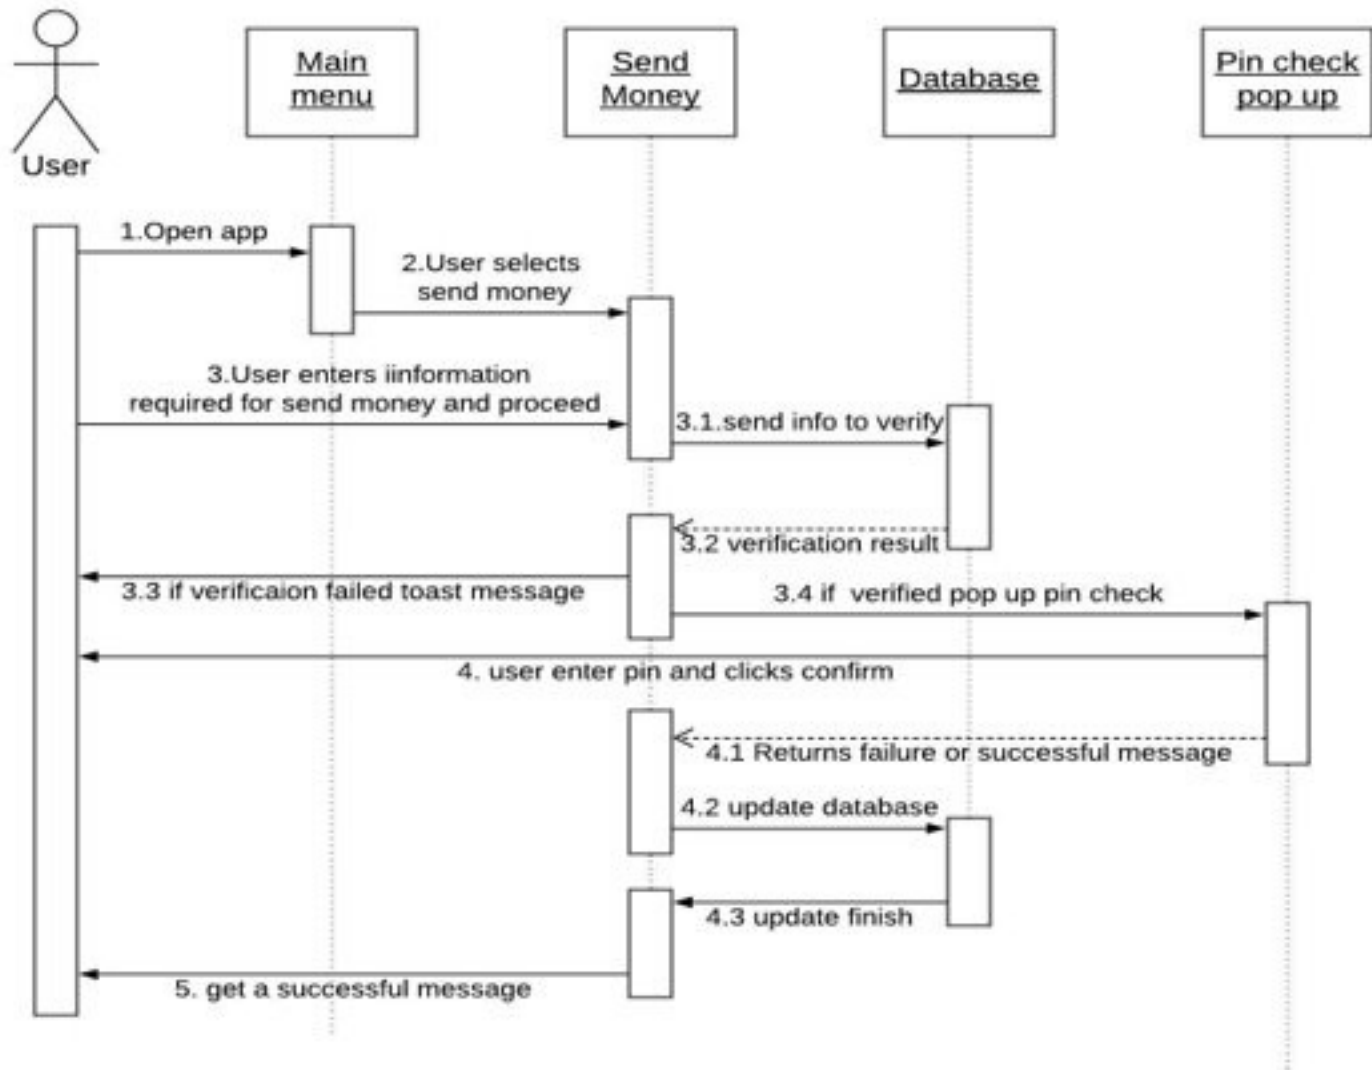 User
Main
menu
Send
Money
Database
Pin check
pop up
1.Open app
2.User selects
send money
3.User enters iinformation
required for send money and proceed
3.1.send info to verify
3.2 verification result
3.3 if verificaion failed toast message
3.4 if verified pop up pin check
4. user enter pin and clicks confirm
4.1 Returns failure or successful message
4.2 update database
4.3 update finish
5. get a successful message